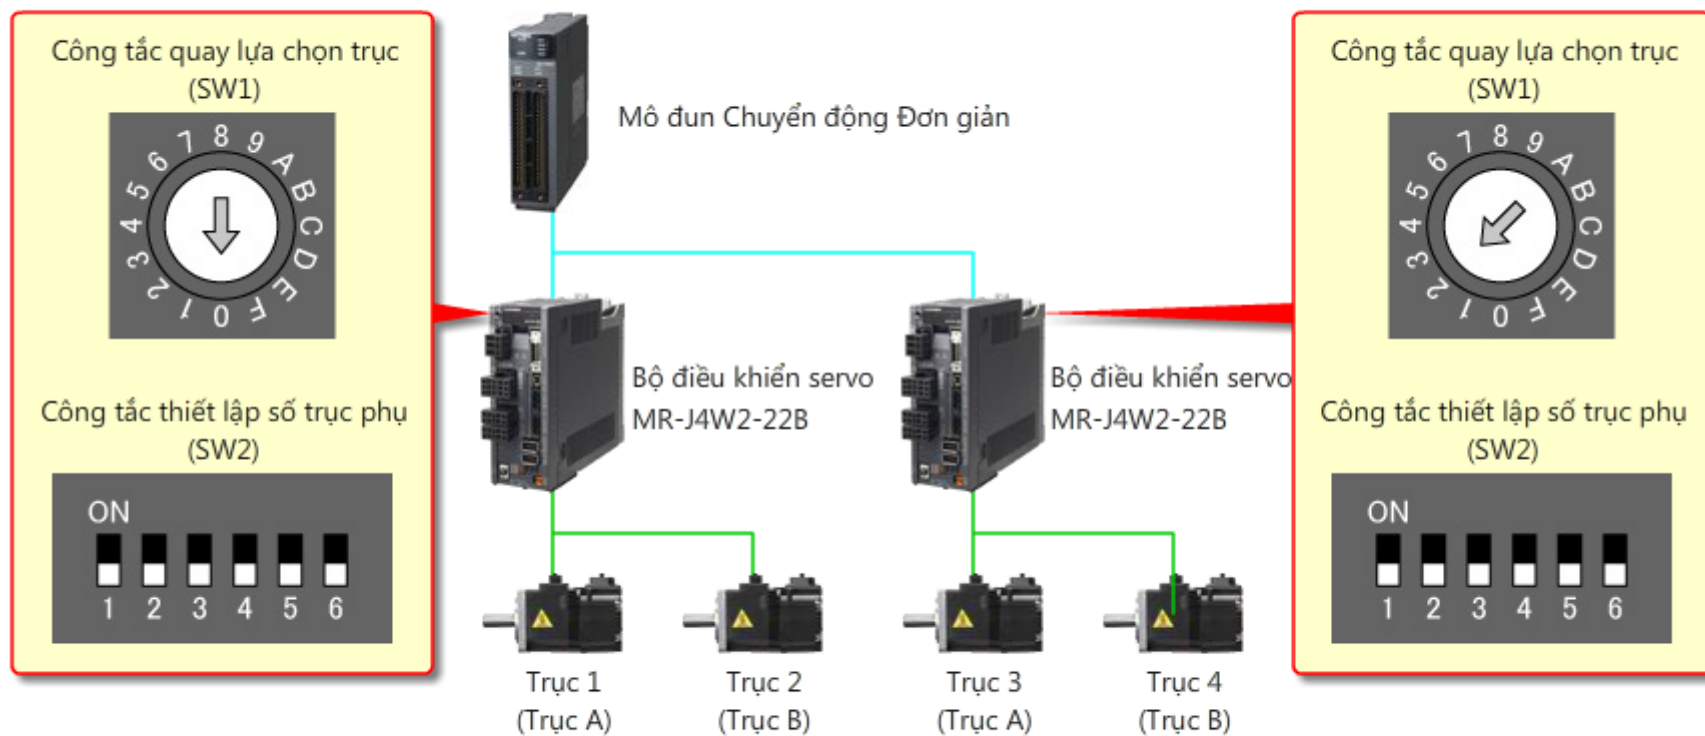 Công tắc quay lựa chọn trục
(SW1)
0 1 2 3 4 5 6 7 8 9 A B C D E F
Công tắc thiết lập số trục phụ
(SW2)
ON
1 2 3 4 5 6
Mô đun Chuyển động Đơn giản
Bộ điều khiển servo
MR-J4W2-22B
Bộ điều khiển servo
MR-J4W2-22B
Trục 1
(Trục A)
Trục 2
(Trục B)
Trục 3
(Trục A)
Trục 4
(Trục B)
Công tắc quay lựa chọn trục
(SW1)
0 1 2 3 4 5 6 7 8 9 A B C D E F
Công tắc thiết lập số trục phụ
(SW2)
ON
1 2 3 4 5 6